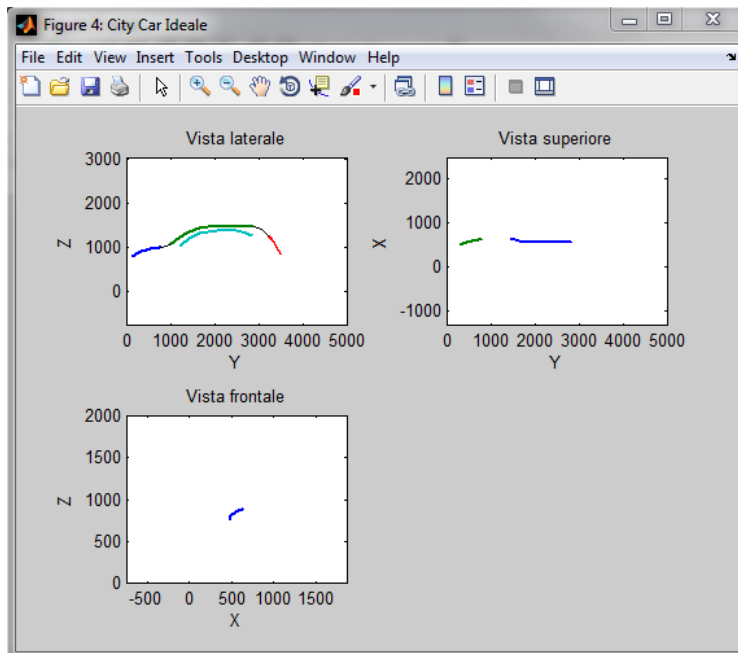 Figure 4: City Car Ideale
File Edit View Insert Tools Desktop Window Help
Vista laterale
3000
2000
1000
0
Z
0 1000 2000 3000 4000 5000
Y
Vista superiore
2000
1000
0
-1000
X
0 1000 2000 3000 4000 5000
Y
Vista frontale
2000
1500
1000
500
0
Z
-500 0 500 1000 1500
X